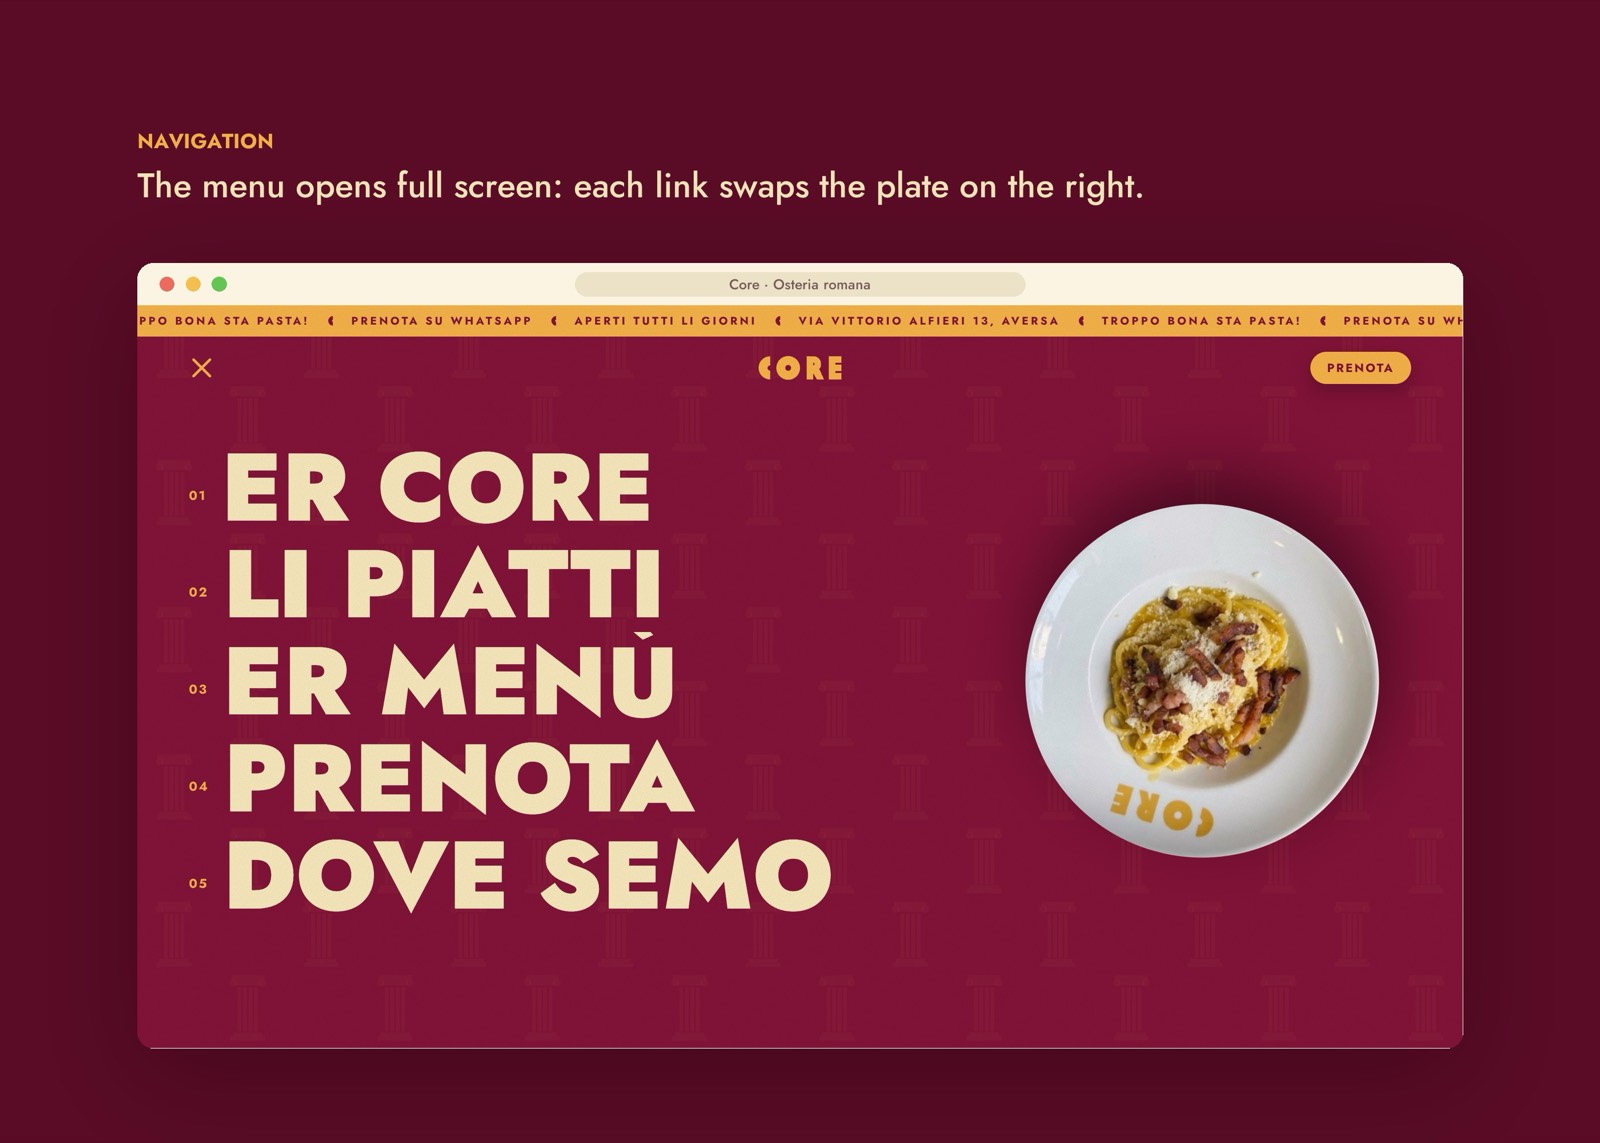 NAVIGATION
The menu opens full screen: each link swaps the plate on the right.
Core · Osteria romana
PPO BONA STA PASTA! PRENOTA SU WHATSAPP APERTI TUTTI LI GIORNI VIA VITTORIO ALFIERI 13, AVERSA TROPPO BONA STA PASTA! PRENOTA SU WH
CORE
PRENOTA
01 ER CORE
02 LI PIATTI
03 ER MENÙ
04 PRENOTA
05 DOVE SEMO
CORE